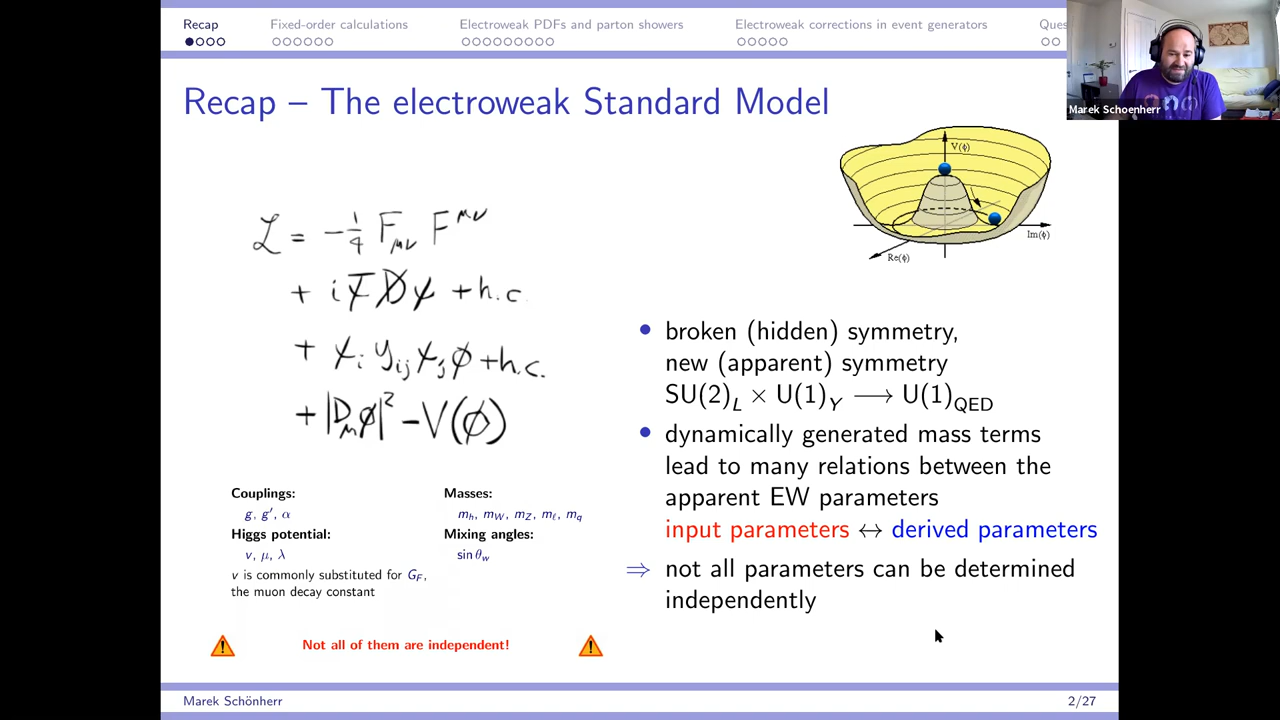 Recap Fixed-order calculations Electroweak PDFs and parton showers Electroweak corrections in event generators Ques
Marek Schoenherr
Recap – The electroweak Standard Model
V(ϕ)
Im(ϕ)
Re(ϕ)
ℒ = -1/4 F_μν F^μν
+ i ψ̄ D̸ ψ + h.c.
+ ψ_i y_ij ψ_j ϕ + h.c.
+ |D_μ ϕ|² - V(ϕ)
• broken (hidden) symmetry,
new (apparent) symmetry
SU(2)_L × U(1)_Y ⟶ U(1)_QED
• dynamically generated mass terms
lead to many relations between the
apparent EW parameters
input parameters ↔ derived parameters
⇒ not all parameters can be determined
independently
Couplings:
g, g′, α
Higgs potential:
v, μ, λ
v is commonly substituted for G_F,
the muon decay constant
Masses:
m_h, m_W, m_Z, m_ℓ, m_q
Mixing angles:
sin θ_w
Not all of them are independent!
Marek Schönherr 2/27